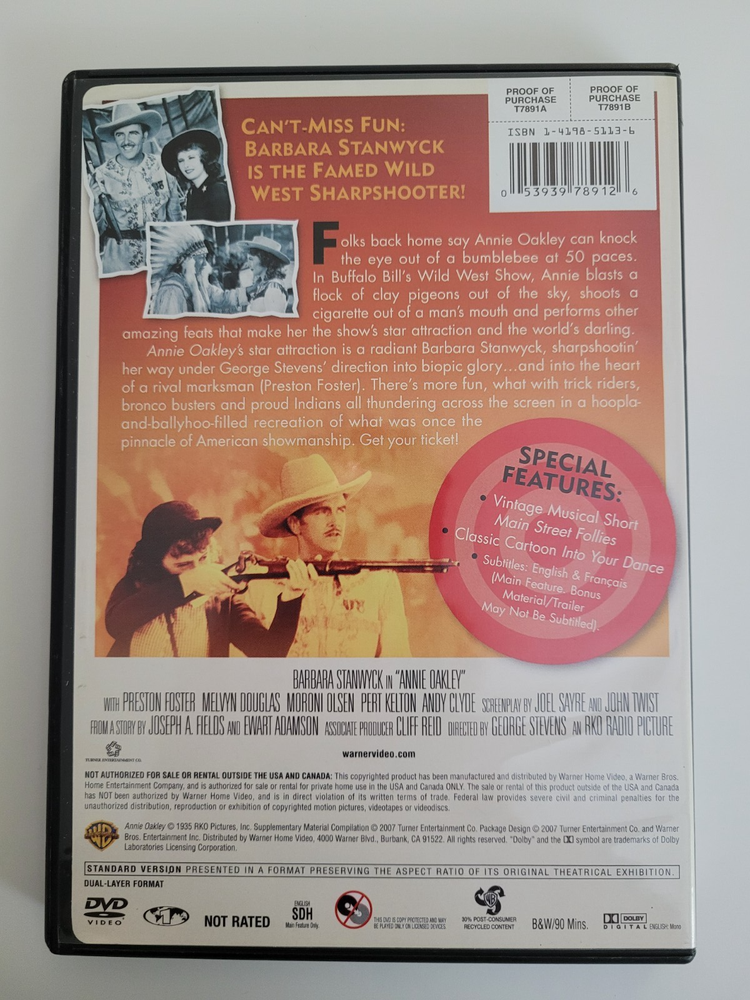 PROOF OF PURCHASE T7891A
PROOF OF PURCHASE T7891B
ISBN 1-4198-5113-6
0 53939 78912 6
CAN'T-MISS FUN:
BARBARA STANWYCK
IS THE FAMED WILD
WEST SHARPSHOOTER!
Folks back home say Annie Oakley can knock
the eye out of a bumblebee at 50 paces.
In Buffalo Bill's Wild West Show, Annie blasts a
flock of clay pigeons out of the sky, shoots a
cigarette out of a man's mouth and performs other
amazing feats that make her the show's star attraction and the world's darling.
Annie Oakley's star attraction is a radiant Barbara Stanwyck, sharpshootin'
her way under George Stevens' direction into biopic glory...and into the heart
of a rival marksman (Preston Foster). There's more fun, what with trick riders,
bronco busters and proud Indians all thundering across the screen in a hoopla-
and-ballyhoo-filled recreation of what was once the
pinnacle of American showmanship. Get your ticket!
SPECIAL
FEATURES:
• Vintage Musical Short
Main Street Follies
• Classic Cartoon Into Your Dance
• Subtitles: English & Français
(Main Feature. Bonus
Material/Trailer
May Not Be Subtitled).
BARBARA STANWYCK IN "ANNIE OAKLEY"
WITH PRESTON FOSTER MELVYN DOUGLAS MORONI OLSEN PERT KELTON ANDY CLYDE SCREENPLAY BY JOEL SAYRE AND JOHN TWIST
FROM A STORY BY JOSEPH A. FIELDS AND EWART ADAMSON ASSOCIATE PRODUCER CLIFF REID DIRECTED BY GEORGE STEVENS AN RKO RADIO PICTURE
TURNER ENTERTAINMENT CO.
warnervideo.com
NOT AUTHORIZED FOR SALE OR RENTAL OUTSIDE THE USA AND CANADA: This copyrighted product has been manufactured and distributed by Warner Home Video, a Warner Bros.
Home Entertainment Company, and is authorized for sale or rental for private home use in the USA and Canada ONLY. The sale or rental of this product outside of the USA and Canada
has NOT been authorized by Warner Home Video, and is in direct violation of its written terms of trade. Federal law provides severe civil and criminal penalties for the
unauthorized distribution, reproduction or exhibition of copyrighted motion pictures, videotapes or videodiscs.
WB
Annie Oakley © 1935 RKO Pictures, Inc. Supplementary Material Compilation © 2007 Turner Entertainment Co. Package Design © 2007 Turner Entertainment Co. and Warner
Bros. Entertainment Inc. Distributed by Warner Home Video, 4000 Warner Blvd., Burbank, CA 91522. All rights reserved. "Dolby" and the DD symbol are trademarks of Dolby
Laboratories Licensing Corporation.
STANDARD VERSION PRESENTED IN A FORMAT PRESERVING THE ASPECT RATIO OF ITS ORIGINAL THEATRICAL EXHIBITION.
DUAL-LAYER FORMAT
DVD
VIDEO
1
NOT RATED
ENGLISH
SDH
Main Feature Only
THIS DVD IS COPY PROTECTED AND MAY
BE PLAYED ONLY ON LICENSED DEVICES.
30% POST-CONSUMER
RECYCLED CONTENT
B&W/90 Mins.
DOLBY
DIGITAL
ENGLISH: Mono